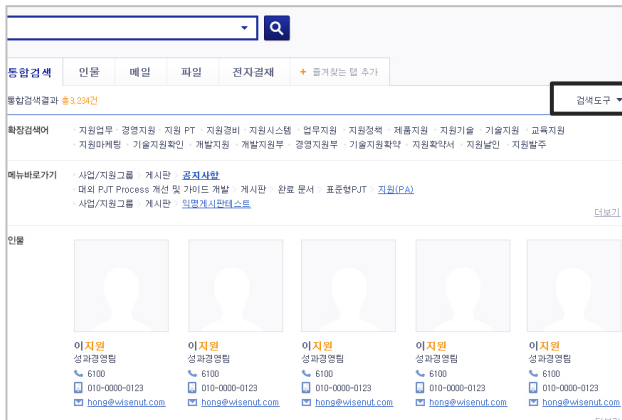 통합검색 인물 메일 파일 전자결재 + 즐겨찾는 탭 추가
통합검색결과 총3,234건 검색도구
확장검색어 지원업무 경영지원 지원 PT 지원경비 지원시스템 업무지원 지원정책 제품지원 지원기술 기술지원 교육지원
지원마케팅 기술지원확인 개발지원 개발지원부 경영지원부 기술지원확약 지원확약서 지원날인 지원발주
메뉴바로가기 사업/지원그룹 > 게시판 > 공지사항
대외 PJT Process 개선 및 가이드 개발 > 게시판 > 완료 문서 > 표준형PJT > 지원(PA)
사업/지원그룹 > 게시판 > 익명게시판테스트
더보기
인물
이지원 이지원 이지원 이지원 이지원
성과경영팀 성과경영팀 성과경영팀 성과경영팀 성과경영팀
6100 6100 6100 6100 6100
010-0000-0123 010-0000-0123 010-0000-0123 010-0000-0123 010-0000-0123
hong@wisenut.com hong@wisenut.com hong@wisenut.com hong@wisenut.com hong@wisenut.com